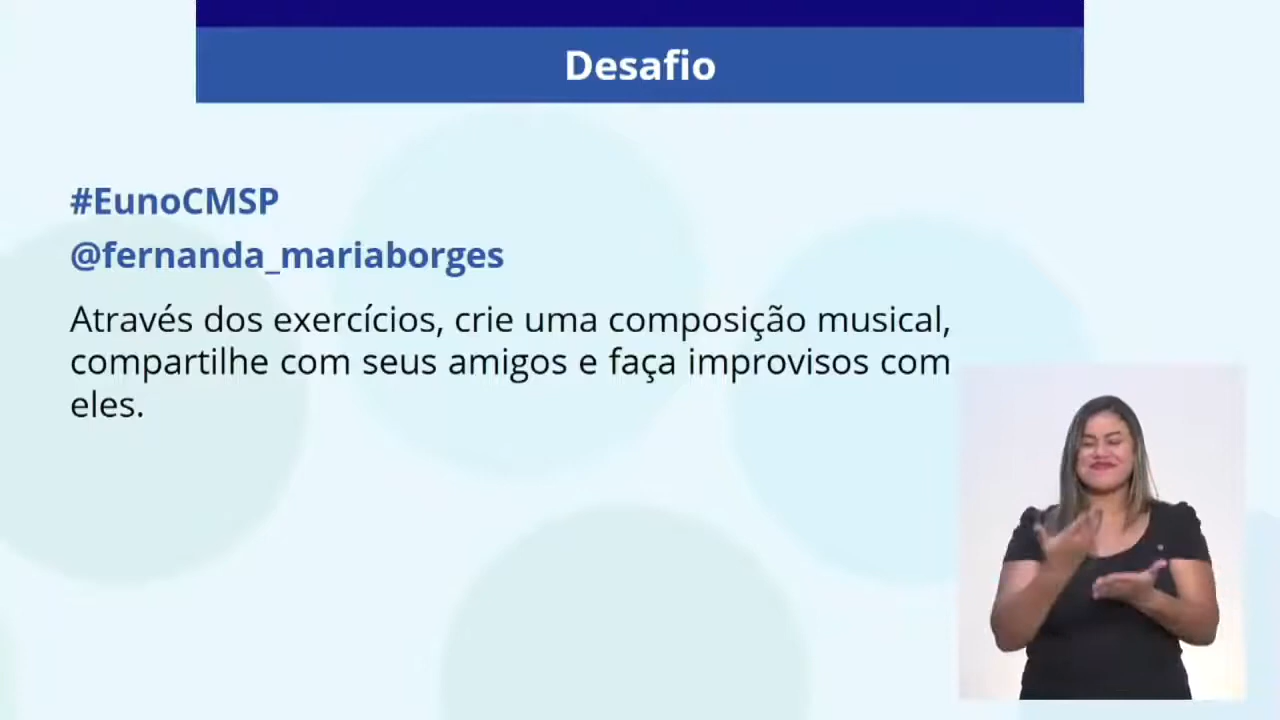 Desafio
#EunoCMSP
@fernanda_mariaborges
Através dos exercícios, crie uma composição musical,
compartilhe com seus amigos e faça improvisos com
eles.